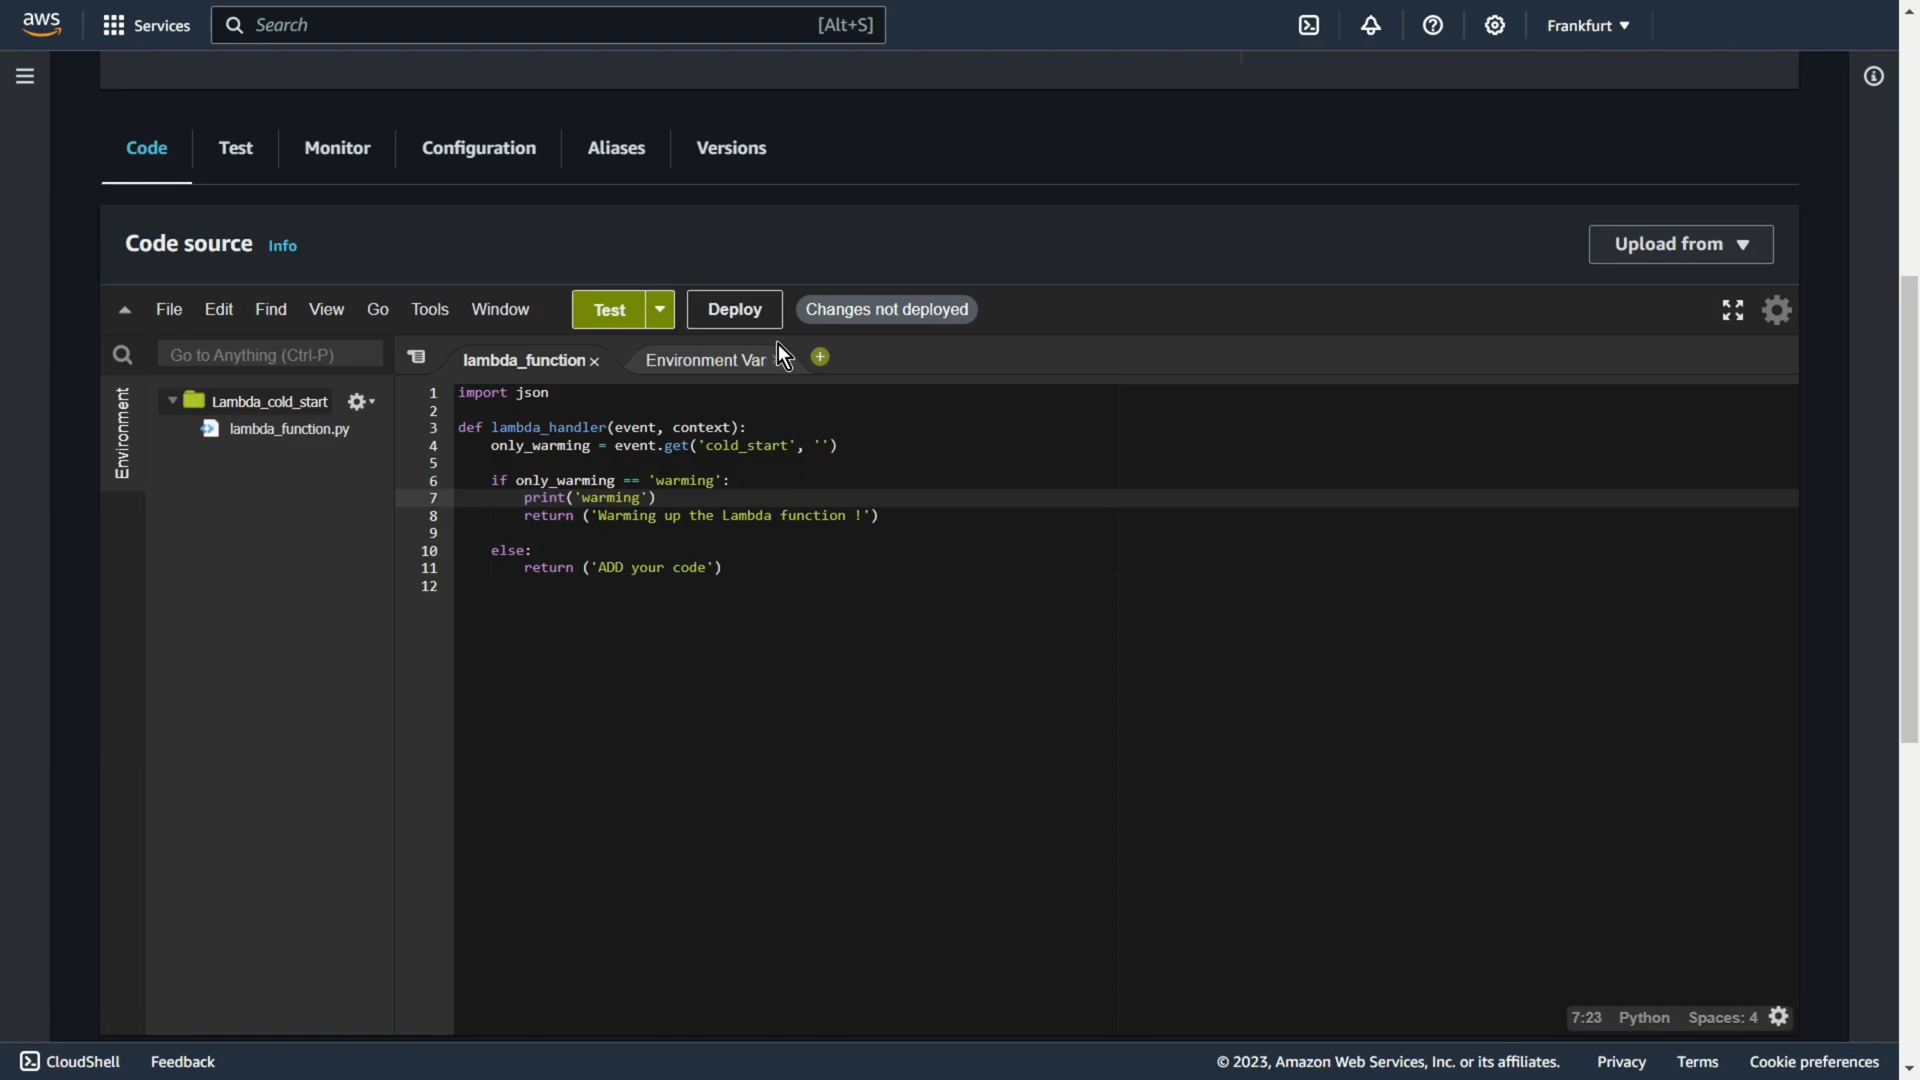 aws Services Search [Alt+S] Frankfurt
Code Test Monitor Configuration Aliases Versions
Code source Info Upload from
File Edit Find View Go Tools Window Test Deploy Changes not deployed
Go to Anything (Ctrl-P) lambda_function × Environment Var
Environment
Lambda_cold_start
lambda_function.py
1 import json
2
3 def lambda_handler(event, context):
4 only_warming = event.get('cold_start', '')
5
6 if only_warming == 'warming':
7 print('warming')
8 return ('Warming up the Lambda function !')
9
10 else:
11 return ('ADD your code')
12
7:23 Python Spaces: 4
CloudShell Feedback © 2023, Amazon Web Services, Inc. or its affiliates. Privacy Terms Cookie preferences